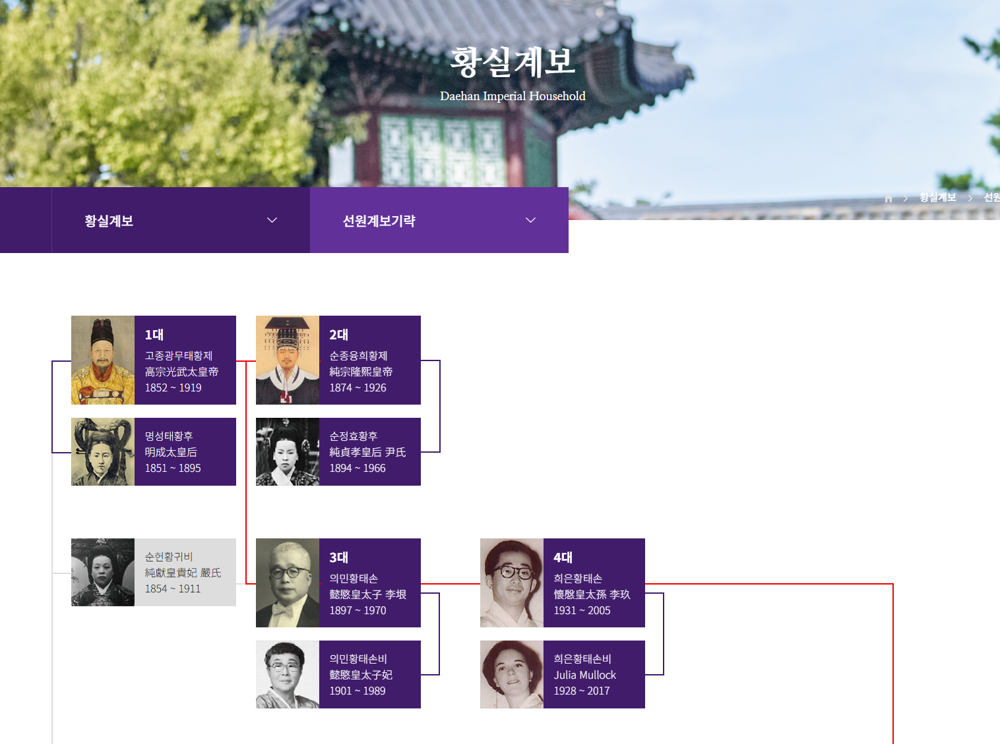 황실계보
Daehan Imperial Household
황실계보
선원
황실계보
선원계보기략
1대
고종광무태황제
高宗光武太皇帝
1852 ~ 1919
2대
순종융희황제
純宗隆熙皇帝
1874 ~ 1926
명성태황후
明成太皇后
1851 ~ 1895
순정효황후
純貞孝皇后 尹氏
1894 ~ 1966
순헌황귀비
純獻皇貴妃 嚴氏
1854 ~ 1911
3대
의민황태손
懿愍皇太子 李垠
1897 ~ 1970
4대
희은황태손
懷慇皇太孫 李玖
1931 ~ 2005
의민황태손비
懿愍皇太子妃
1901 ~ 1989
희은황태손비
Julia Mullock
1928 ~ 2017